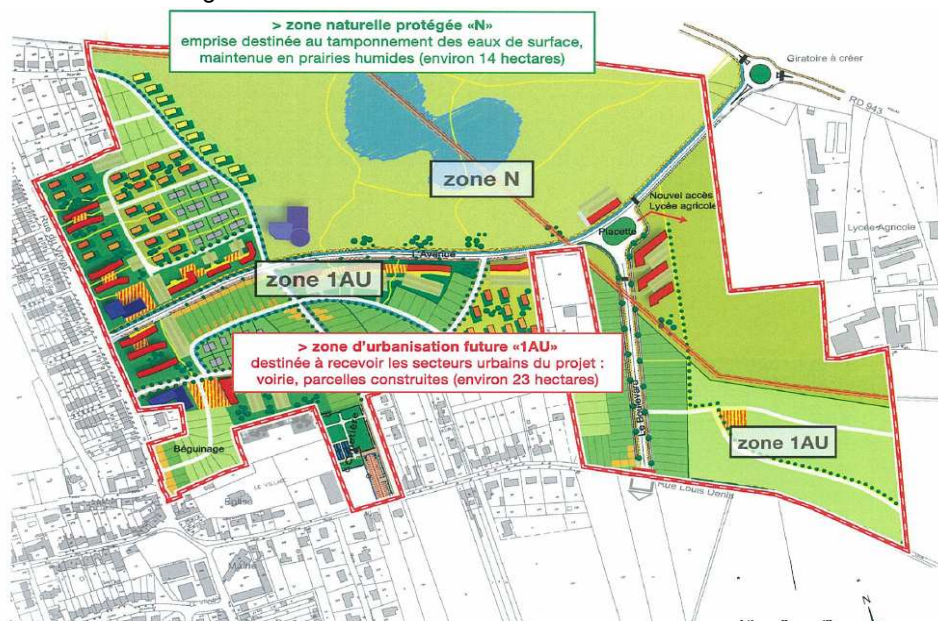 > zone naturelle protégée «N»
emprise destinée au tamponnement des eaux de surface,
maintenue en prairies humides (environ 14 hectares)
Giratoire à créer
RD 943
zone N
Nouvel accès
Lycée agricole
Placette
Lycée Agricole
L'Avenue
zone 1AU
> zone d'urbanisation future «1AU»
destinée à recevoir les secteurs urbains du projet :
voirie, parcelles construites (environ 23 hectares)
Le Boulevard
zone 1AU
Béguinage
Cimetière
Rue Louis Denis
Eglise
Mairie
N